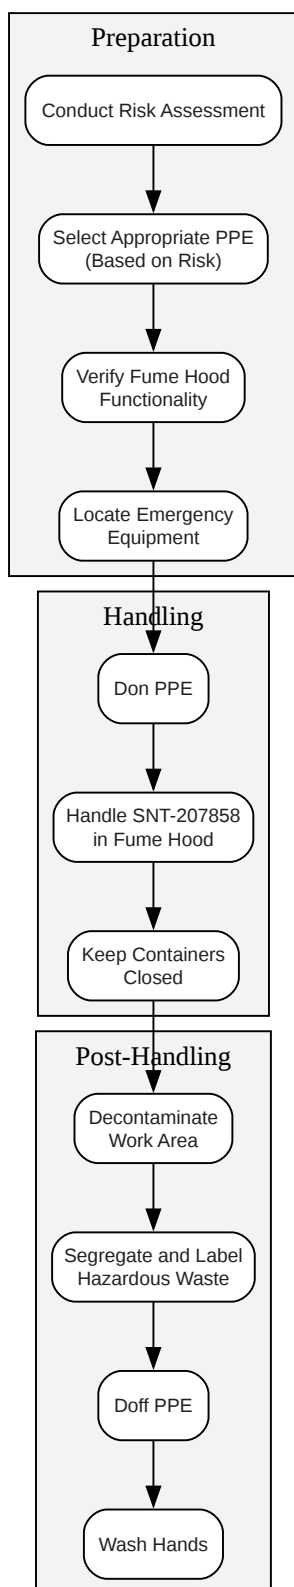 Preparation
Conduct Risk Assessment
Select Appropriate PPE
(Based on Risk)
Verify Fume Hood
Functionality
Locate Emergency
Equipment
Handling
Don PPE
Handle SNT-207858
in Fume Hood
Keep Containers
Closed
Post-Handling
Decontaminate
Work Area
Segregate and Label
Hazardous Waste
Doff PPE
Wash Hands